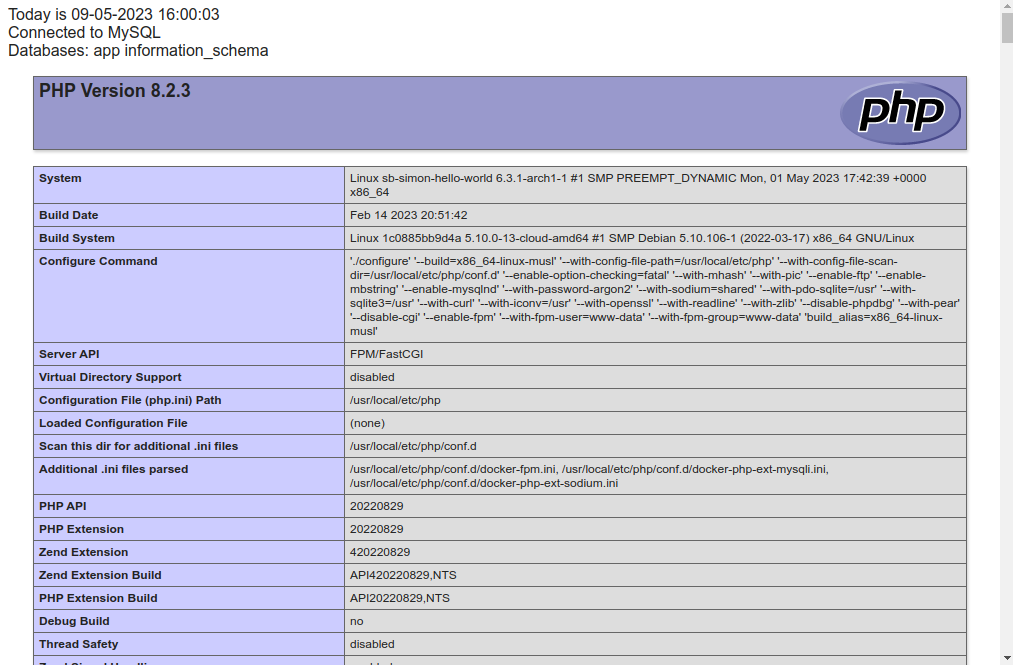 Today is 09-05-2023 16:00:03
Connected to MySQL
Databases: app information_schema
PHP Version 8.2.3
php
System
Linux sb-simon-hello-world 6.3.1-arch1-1 #1 SMP PREEMPT_DYNAMIC Mon, 01 May 2023 17:42:39 +0000
x86_64
Build Date
Feb 14 2023 20:51:42
Build System
Linux 1c0885bb9d4a 5.10.0-13-cloud-amd64 #1 SMP Debian 5.10.106-1 (2022-03-17) x86_64 GNU/Linux
Configure Command
'./configure' '--build=x86_64-linux-musl' '--with-config-file-path=/usr/local/etc/php' '--with-config-file-scan-
dir=/usr/local/etc/php/conf.d' '--enable-option-checking=fatal' '--with-mhash' '--with-pic' '--enable-ftp' '--enable-
mbstring' '--enable-mysqlnd' '--with-password-argon2' '--with-sodium=shared' '--with-pdo-sqlite=/usr' '--with-
sqlite3=/usr' '--with-curl' '--with-iconv=/usr' '--with-openssl' '--with-readline' '--with-zlib' '--disable-phpdbg' '--with-pear'
'--disable-cgi' '--enable-fpm' '--with-fpm-user=www-data' '--with-fpm-group=www-data' 'build_alias=x86_64-linux-
musl'
Server API
FPM/FastCGI
Virtual Directory Support
disabled
Configuration File (php.ini) Path
/usr/local/etc/php
Loaded Configuration File
(none)
Scan this dir for additional .ini files
/usr/local/etc/php/conf.d
Additional .ini files parsed
/usr/local/etc/php/conf.d/docker-fpm.ini, /usr/local/etc/php/conf.d/docker-php-ext-mysqli.ini,
/usr/local/etc/php/conf.d/docker-php-ext-sodium.ini
PHP API
20220829
PHP Extension
20220829
Zend Extension
420220829
Zend Extension Build
API420220829,NTS
PHP Extension Build
API20220829,NTS
Debug Build
no
Thread Safety
disabled